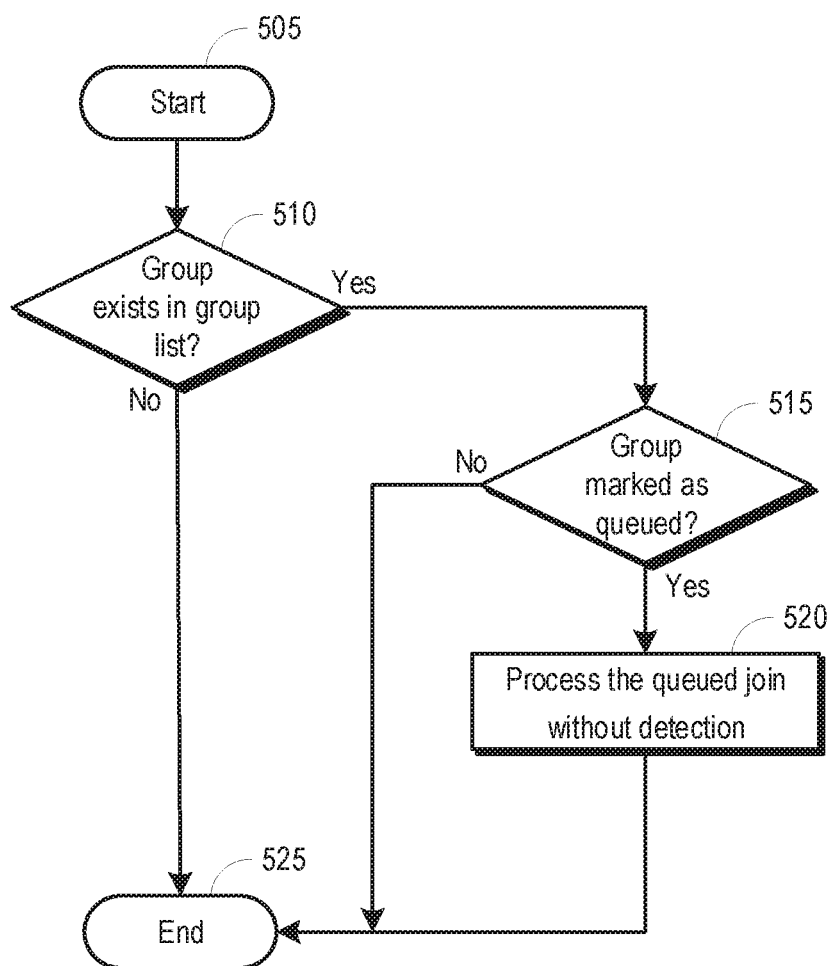 505
Start
510
Group
exists in group
list?
Yes
No
515
Group
marked as
queued?
No
Yes
520
Process the queued join
without detection
525
End